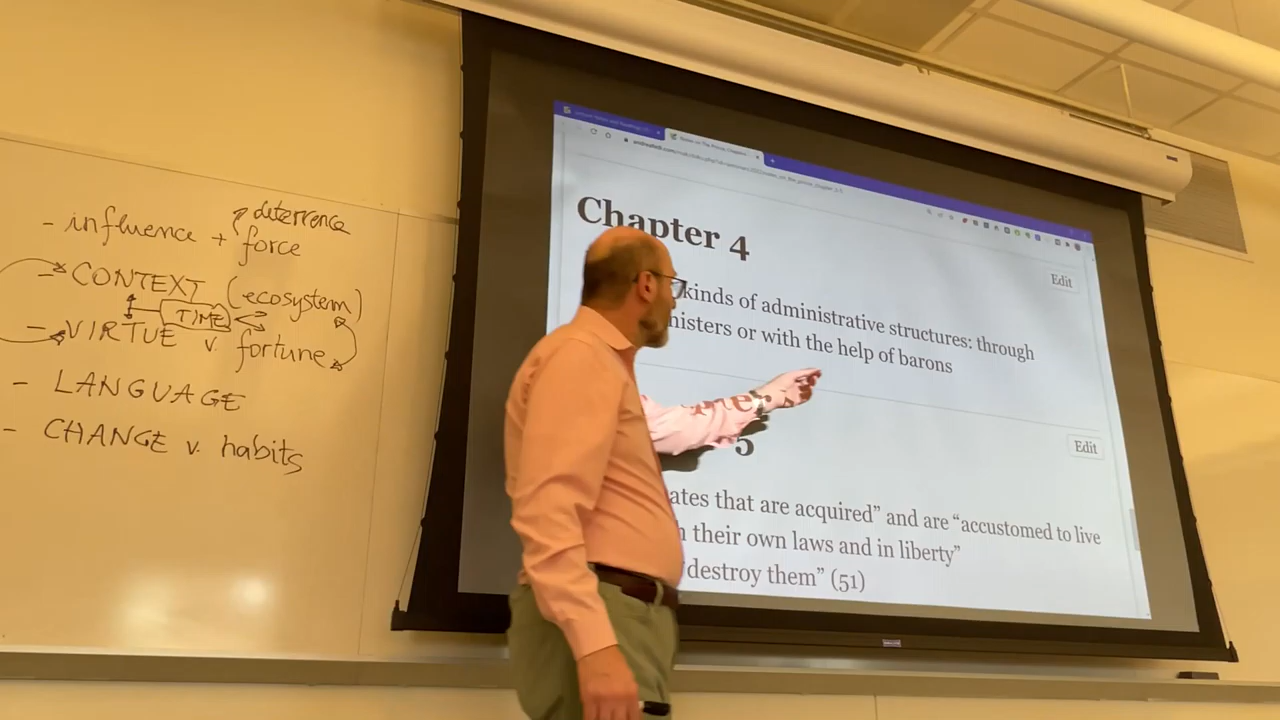 - influence + force
deterrence
- CONTEXT (ecosystem)
TIME
- VIRTUE v. fortune
- LANGUAGE
- CHANGE v. habits
Chapter 4
Edit
kinds of administrative structures: through
nisters or with the help of barons
5
Edit
ates that are acquired” and are “accustomed to live
their own laws and in liberty”
destroy them” (51)